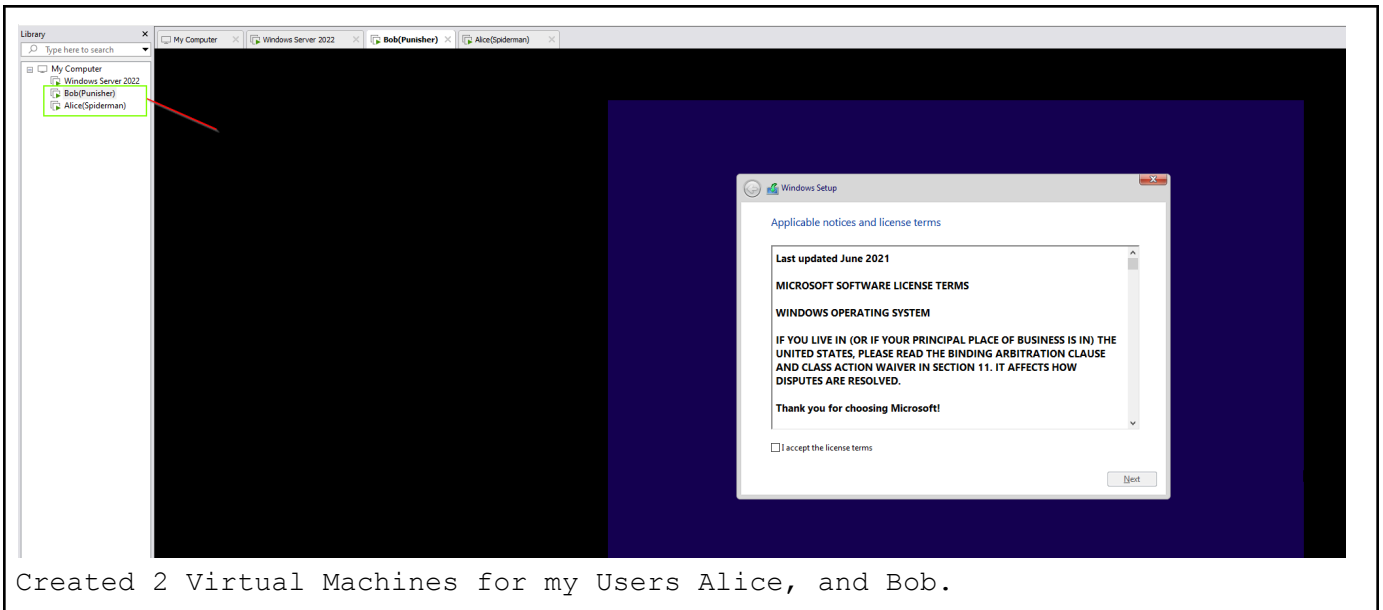 Library
Type here to search
My Computer
Windows Server 2022
Bob(Punisher)
Alice(Spiderman)
My Computer
Windows Server 2022
Bob(Punisher)
Alice(Spiderman)
Windows Setup
Applicable notices and license terms
Last updated June 2021
MICROSOFT SOFTWARE LICENSE TERMS
WINDOWS OPERATING SYSTEM
IF YOU LIVE IN (OR IF YOUR PRINCIPAL PLACE OF BUSINESS IS IN) THE
UNITED STATES, PLEASE READ THE BINDING ARBITRATION CLAUSE
AND CLASS ACTION WAIVER IN SECTION 11. IT AFFECTS HOW
DISPUTES ARE RESOLVED.
Thank you for choosing Microsoft!
I accept the license terms
Next
Created 2 Virtual Machines for my Users Alice, and Bob.